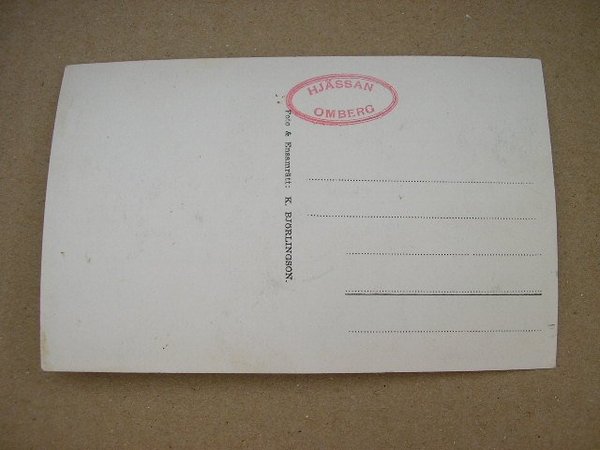 HJÄSSAN
OMBERG
Foto & Ensamrätt: K. BJÖRLINGSON.